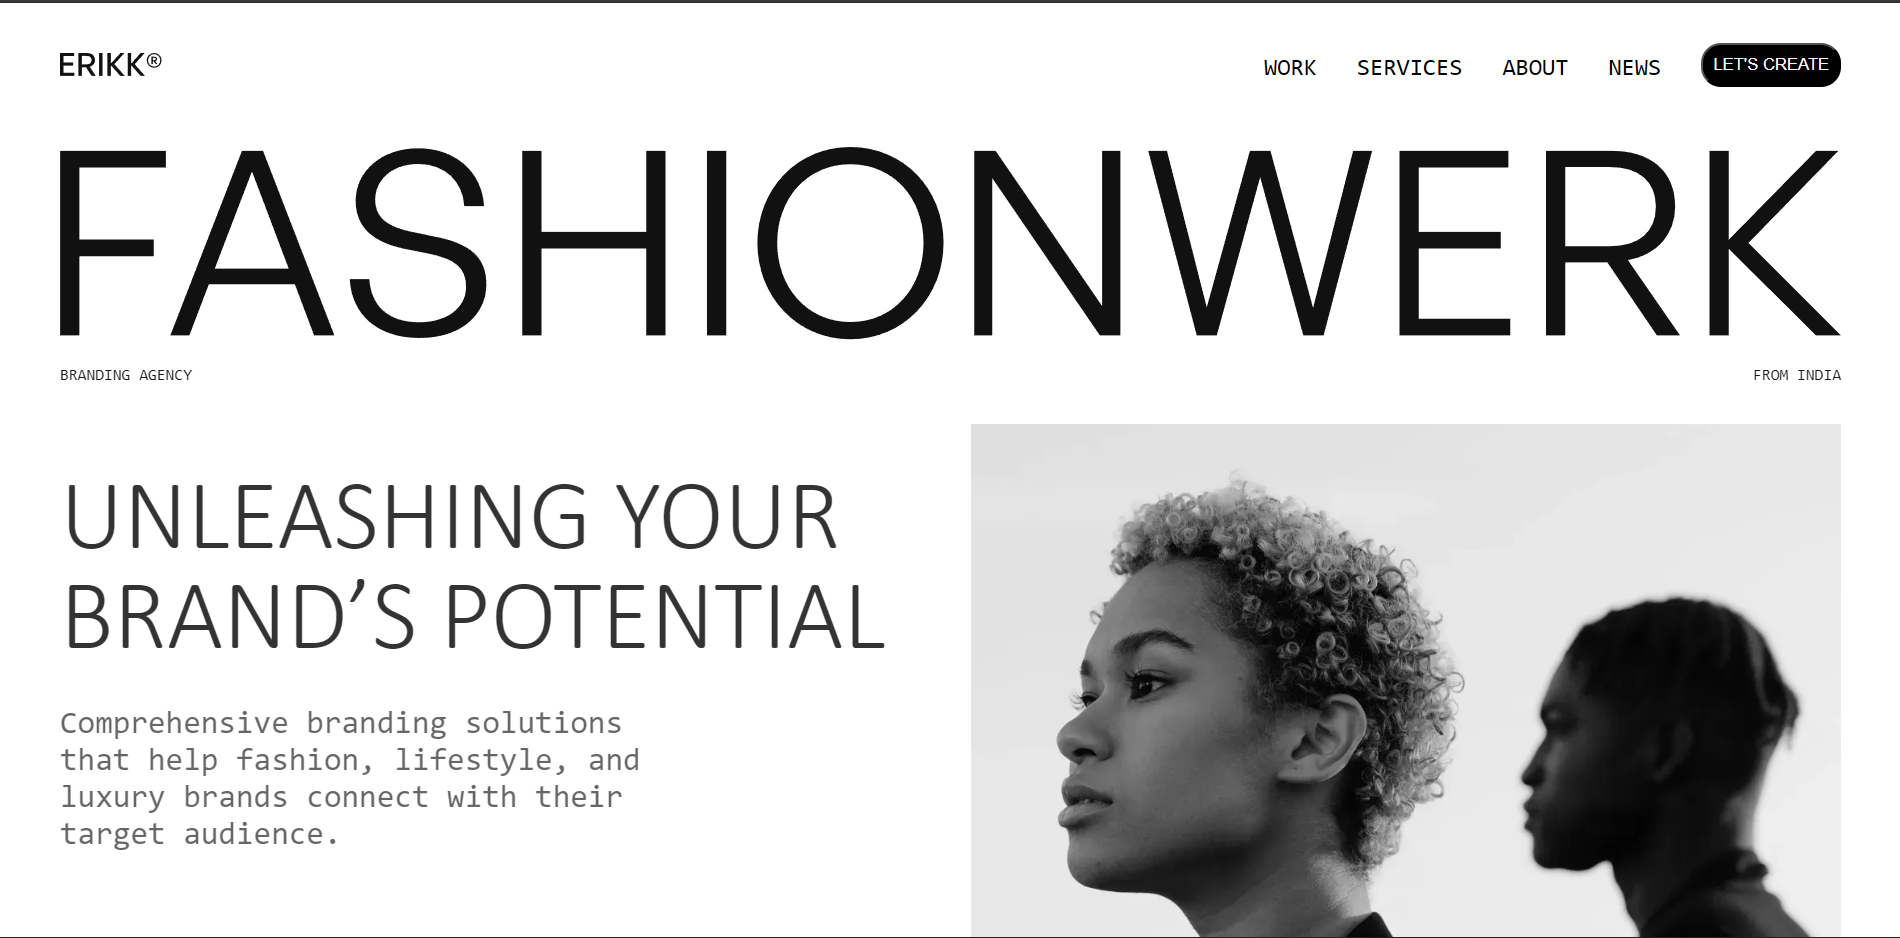 ERIKK®
WORK SERVICES ABOUT NEWS LET'S CREATE
FASHIONWERK
BRANDING AGENCY
FROM INDIA
UNLEASHING YOUR
BRAND’S POTENTIAL
Comprehensive branding solutions
that help fashion, lifestyle, and
luxury brands connect with their
target audience.